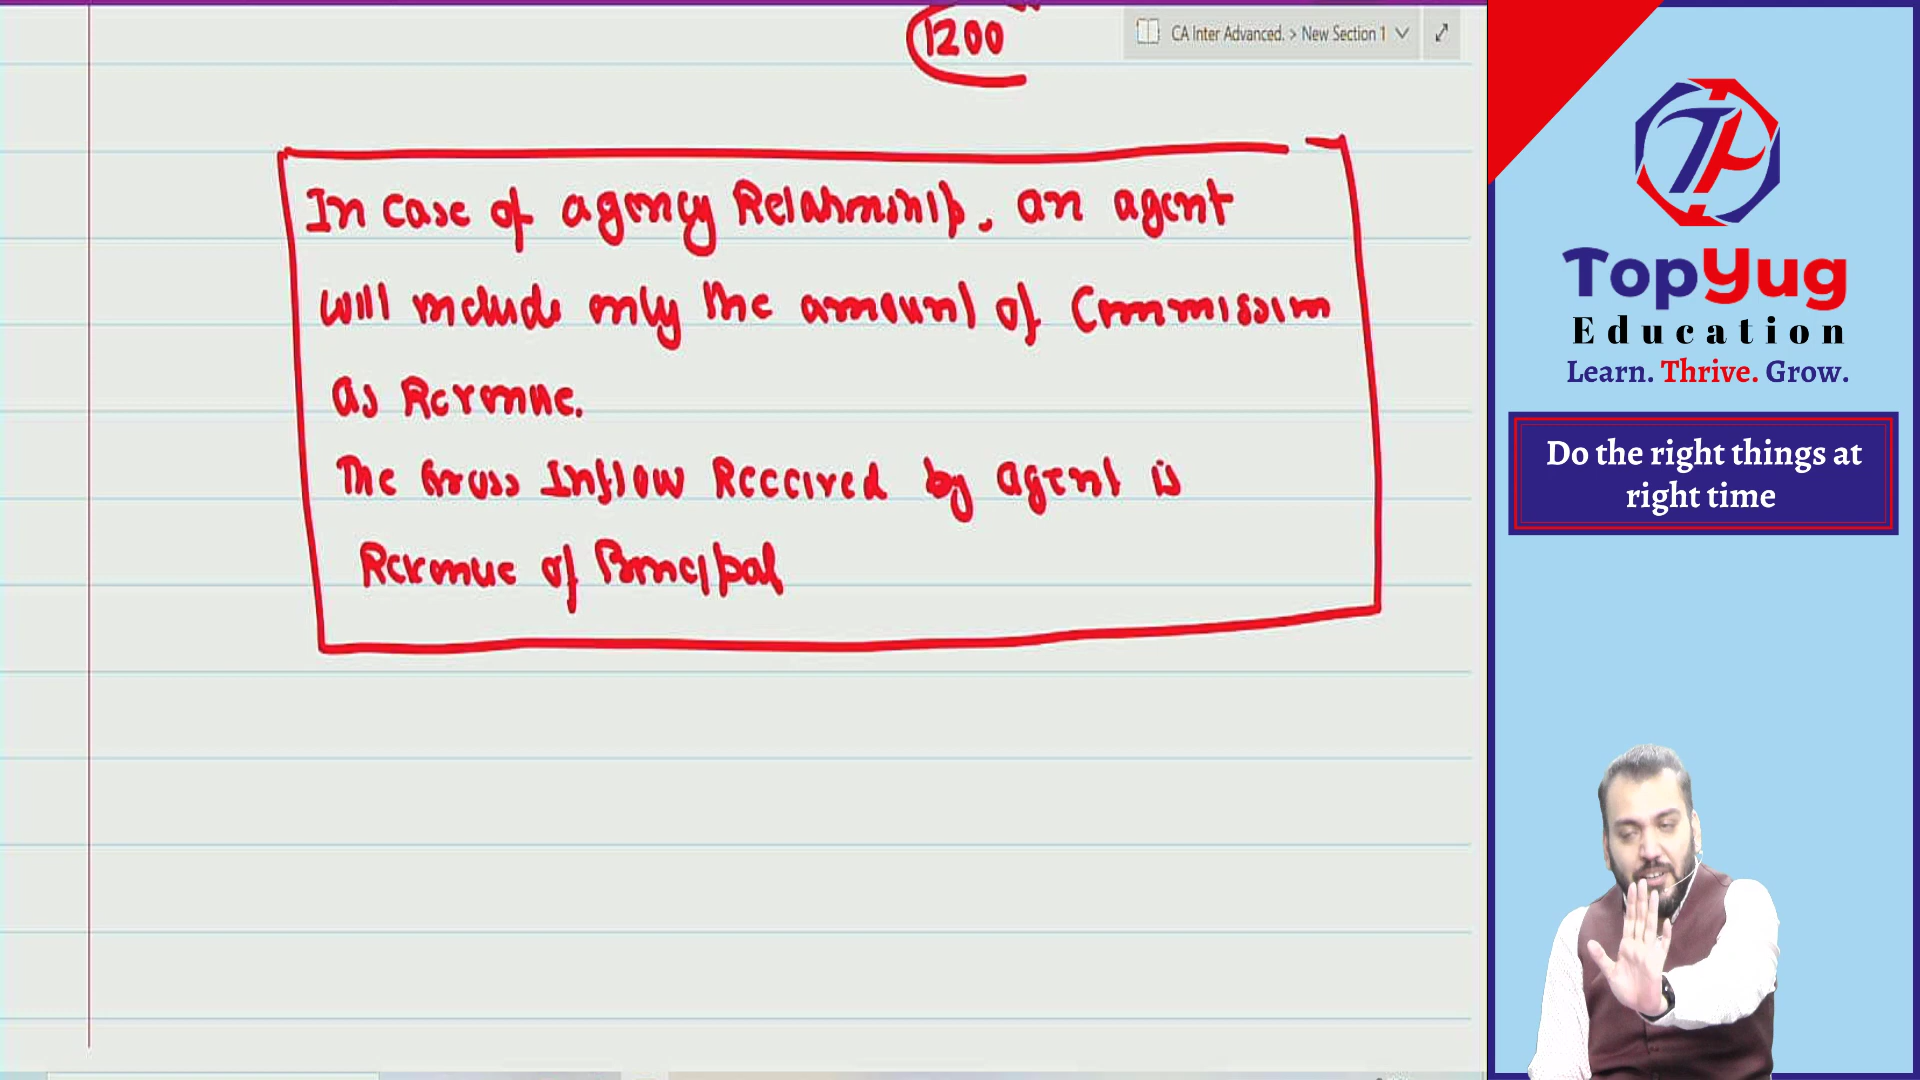 1200
CA Inter Advanced. > New Section 1
In case of agency Relationship, an agent
will include only the amount of Commission
as Revenue.
The Gross Inflow Received by agent is
Revenue of Principal
TopYug
Education
Learn. Thrive. Grow.
Do the right things at
right time